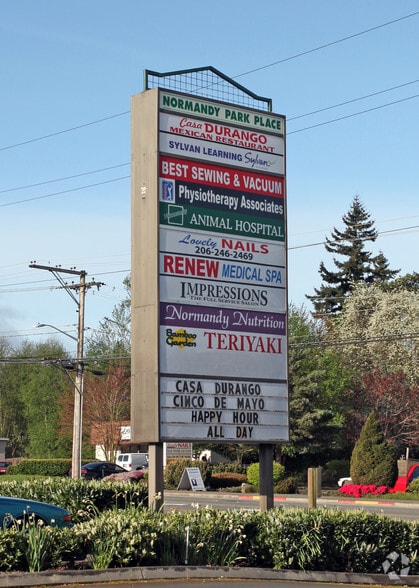 NORMANDY PARK PLACE
Casa
DURANGO
MEXICAN RESTAURANT
SYLVAN LEARNING Sylvan
BEST SEWING & VACUUM
Physiotherapy Associates
ANIMAL HOSPITAL
Lovely NAILS
206-246-2469
RENEW MEDICAL SPA
IMPRESSIONS
The Full Service Salon
Normandy Nutrition
Bamboo
Garden
TERIYAKI
CASA DURANGO
CINCO DE MAYO
HAPPY HOUR
ALL DAY